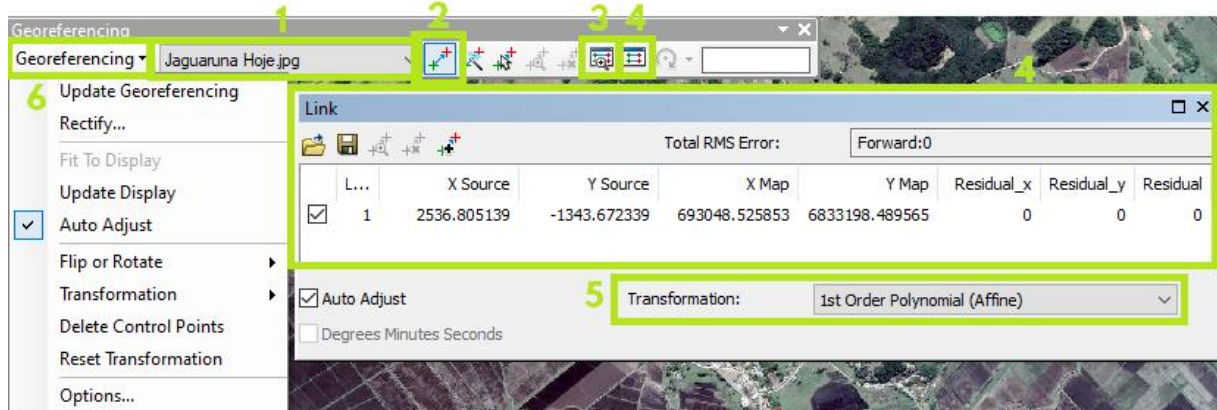 1 2 3 4
Georeferencing
Georeferencing Jaguaruna Hoje.jpg
6 Update Georeferencing
Rectify...
Fit To Display
Update Display
Auto Adjust
Flip or Rotate
Transformation
Delete Control Points
Reset Transformation
Options...
4
Link
Total RMS Error: Forward:0
L... X Source Y Source X Map Y Map Residual_x Residual_y Residual
1 2536.805139 -1343.672339 693048.525853 6833198.489565 0 0 0
Auto Adjust 5 Transformation: 1st Order Polynomial (Affine)
Degrees Minutes Seconds